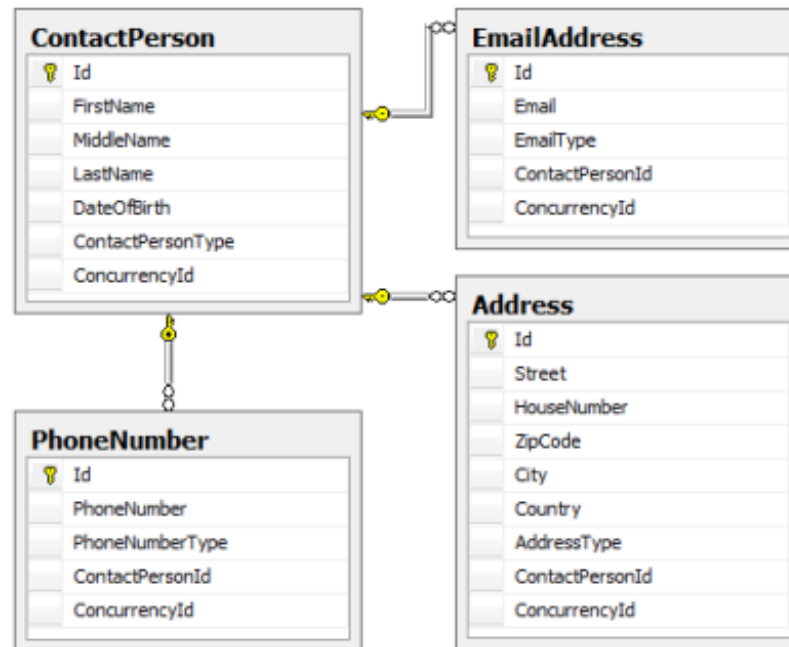 ContactPerson
Id
FirstName
MiddleName
LastName
DateOfBirth
ContactPersonType
ConcurrencyId
EmailAddress
Id
Email
EmailType
ContactPersonId
ConcurrencyId
PhoneNumber
Id
PhoneNumber
PhoneNumberType
ContactPersonId
ConcurrencyId
Address
Id
Street
HouseNumber
ZipCode
City
Country
AddressType
ContactPersonId
ConcurrencyId